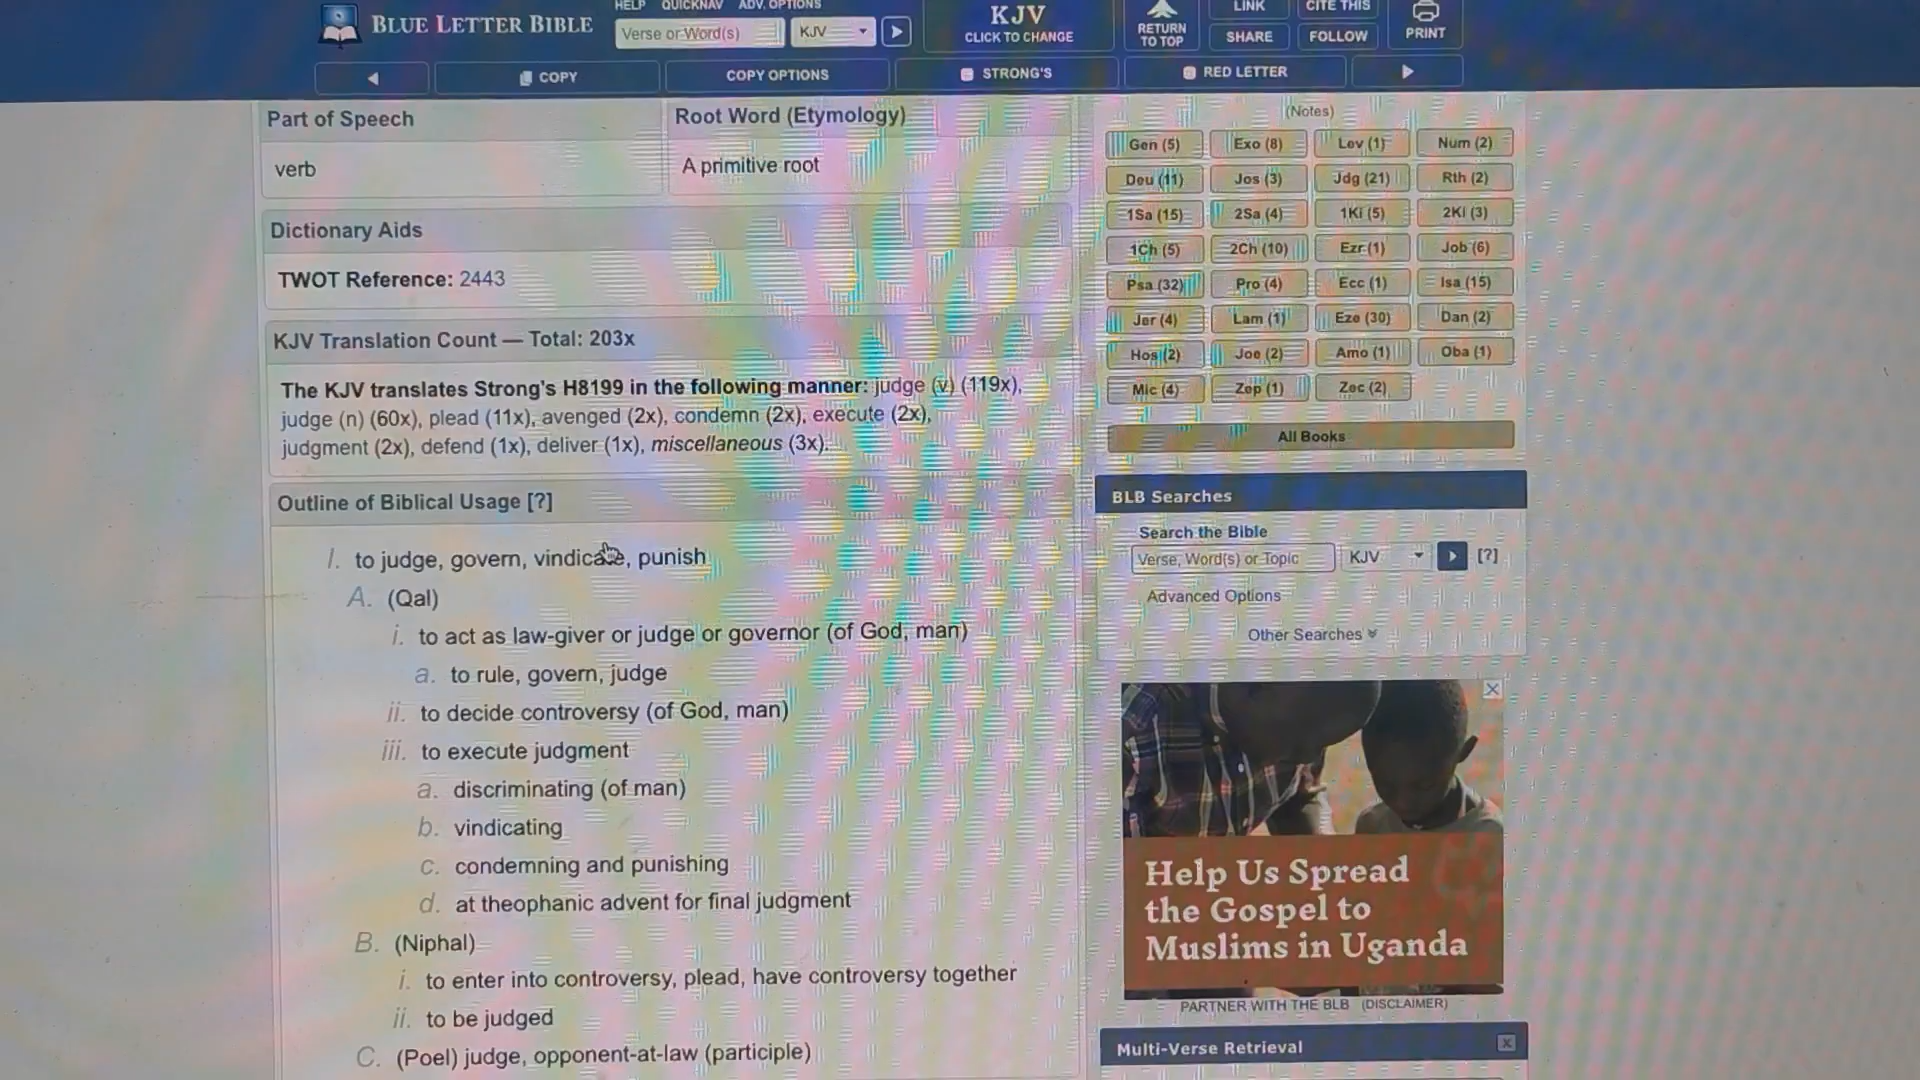 HELP QUICKNAV ADV. OPTIONS
BLUE LETTER BIBLE
Verse or Word(s)
KJV
KJV
CLICK TO CHANGE
RETURN
TO TOP
LINK
CITE THIS
SHARE
FOLLOW
PRINT
COPY
COPY OPTIONS
STRONG'S
RED LETTER
Part of Speech
verb
Root Word (Etymology)
A primitive root
Dictionary Aids
TWOT Reference: 2443
KJV Translation Count — Total: 203x
The KJV translates Strong's H8199 in the following manner: judge (v) (119x),
judge (n) (60x), plead (11x), avenged (2x), condemn (2x), execute (2x),
judgment (2x), defend (1x), deliver (1x), miscellaneous (3x).
Outline of Biblical Usage [?]
I. to judge, govern, vindicate, punish
A. (Qal)
i. to act as law-giver or judge or governor (of God, man)
a. to rule, govern, judge
ii. to decide controversy (of God, man)
iii. to execute judgment
a. discriminating (of man)
b. vindicating
c. condemning and punishing
d. at theophanic advent for final judgment
B. (Niphal)
i. to enter into controversy, plead, have controversy together
ii. to be judged
C. (Poel) judge, opponent-at-law (participle)
(Notes)
Gen (5) Exo (8) Lev (1) Num (2)
Deu (11) Jos (3) Jdg (21) Rth (2)
1Sa (15) 2Sa (4) 1Ki (5) 2Ki (3)
1Ch (5) 2Ch (10) Ezr (1) Job (6)
Psa (32) Pro (4) Ecc (1) Isa (15)
Jer (4) Lam (1) Eze (30) Dan (2)
Hos (2) Joe (2) Amo (1) Oba (1)
Mic (4) Zep (1) Zec (2)
All Books
BLB Searches
Search the Bible
Verse, Word(s) or Topic
KJV
[?]
Advanced Options
Other Searches
Help Us Spread
the Gospel to
Muslims in Uganda
PARTNER WITH THE BLB (DISCLAIMER)
Multi-Verse Retrieval
x